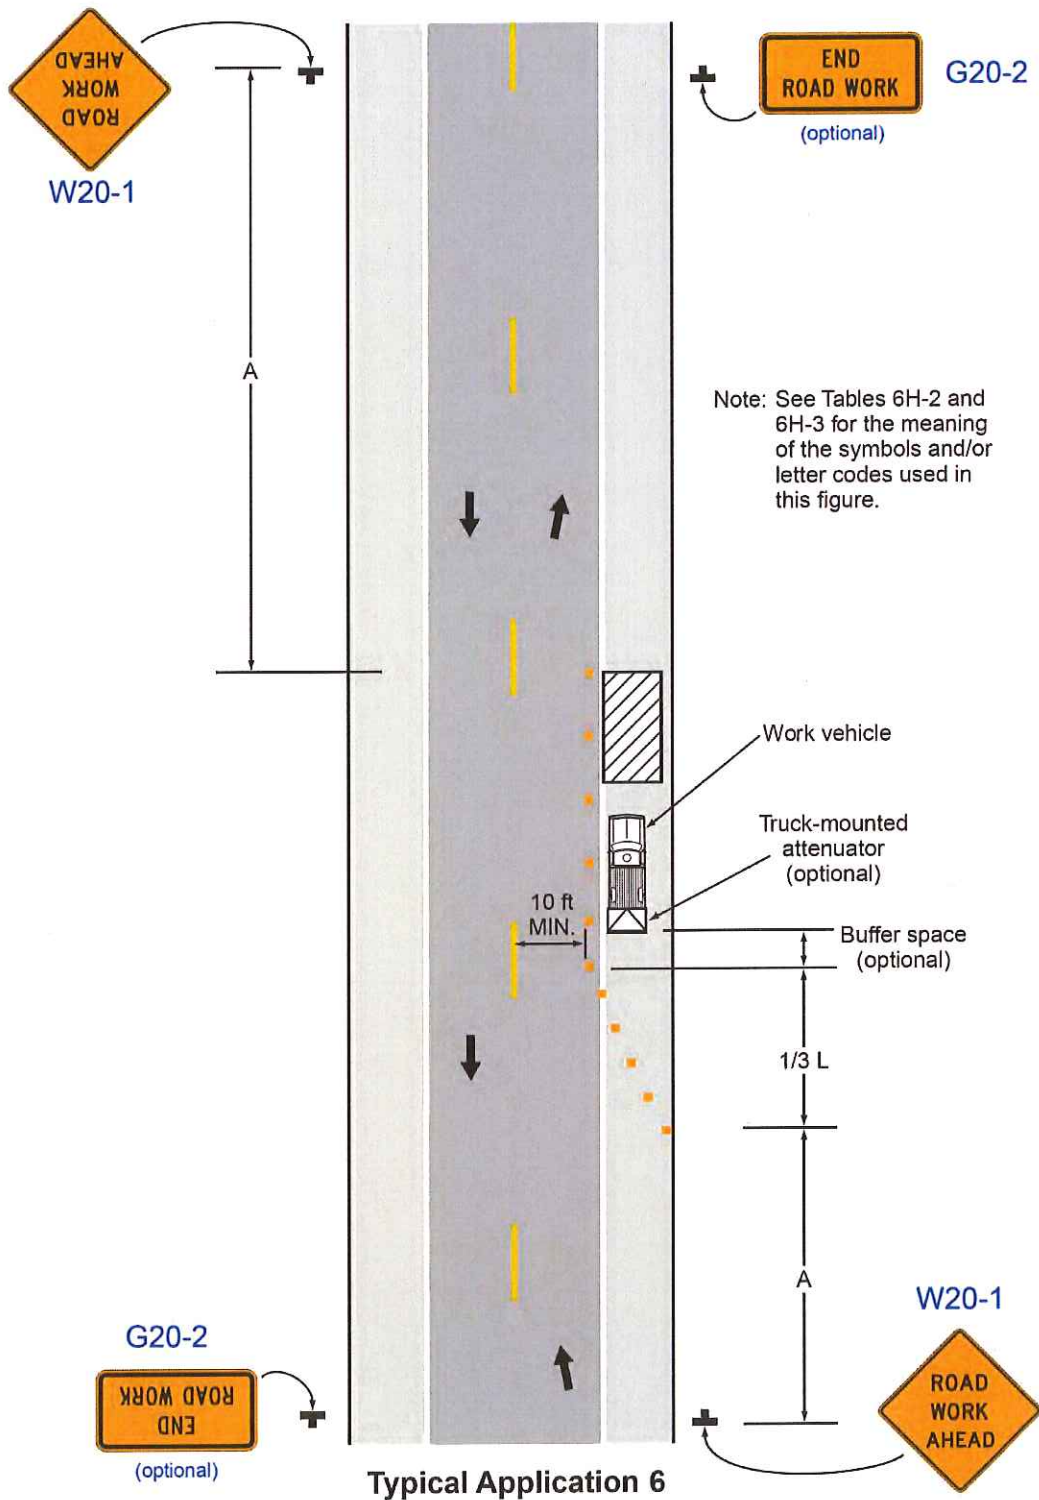 ROAD
WORK
AHEAD
W20-1
END
ROAD WORK
G20-2
(optional)
A
Note: See Tables 6H-2 and
6H-3 for the meaning
of the symbols and/or
letter codes used in
this figure.
Work vehicle
Truck-mounted
attenuator
(optional)
10 ft
MIN.
Buffer space
(optional)
1/3 L
A
W20-1
ROAD
WORK
AHEAD
G20-2
END
ROAD WORK
(optional)
Typical Application 6